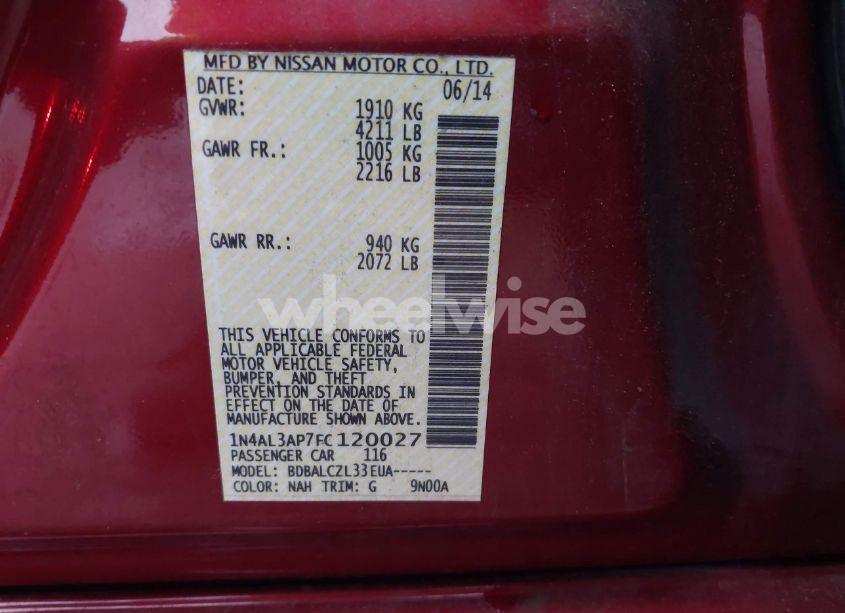 MFD BY NISSAN MOTOR CO., LTD.
DATE: 06/14
GVWR: 1910 KG
4211 LB
GAWR FR.: 1005 KG
2216 LB
GAWR RR.: 940 KG
2072 LB
wheelwise
THIS VEHICLE CONFORMS TO
ALL APPLICABLE FEDERAL
MOTOR VEHICLE SAFETY,
BUMPER, AND THEFT
PREVENTION STANDARDS IN
EFFECT ON THE DATE OF
MANUFACTURE SHOWN ABOVE.
1N4AL3AP7FC120027
PASSENGER CAR 116
MODEL: BDBALCZL33EUA-----
COLOR: NAH TRIM: G 9N00A